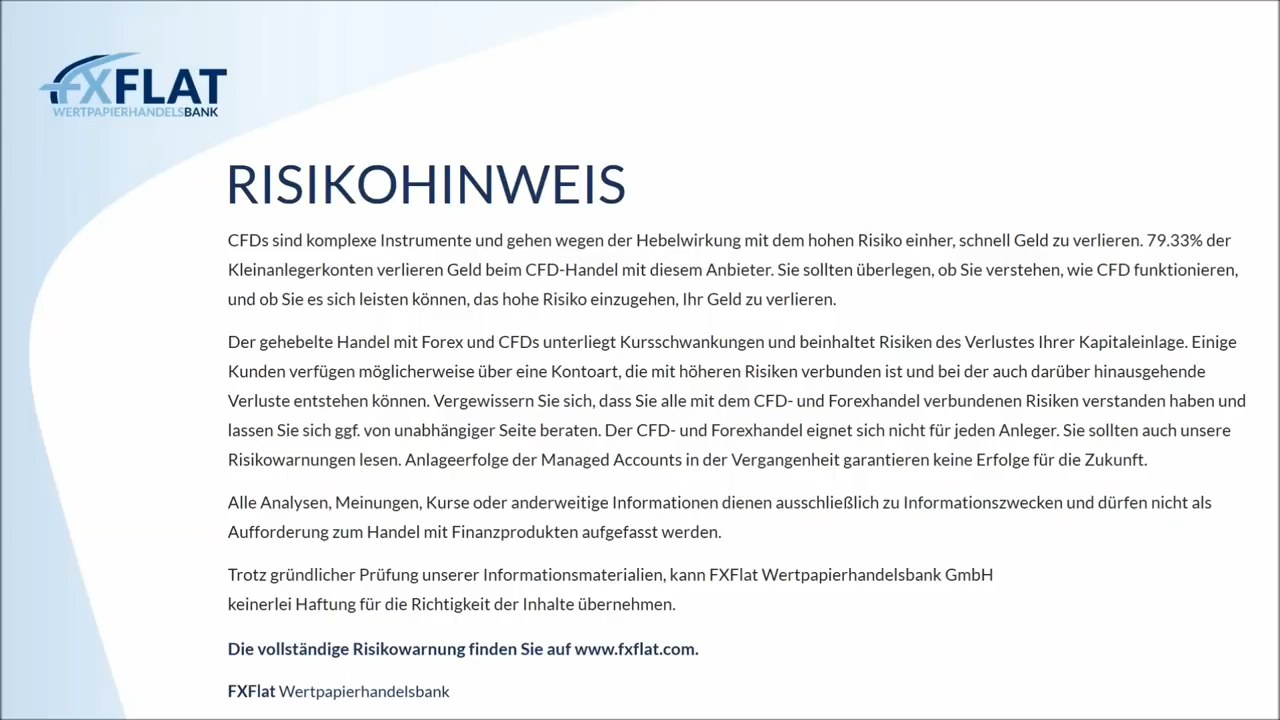 FXFLAT
WERTPAPIERHANDELSBANK
RISIKOHINWEIS
CFDs sind komplexe Instrumente und gehen wegen der Hebelwirkung mit dem hohen Risiko einher, schnell Geld zu verlieren. 79.33% der
Kleinanlegerkonten verlieren Geld beim CFD-Handel mit diesem Anbieter. Sie sollten überlegen, ob Sie verstehen, wie CFD funktionieren,
und ob Sie es sich leisten können, das hohe Risiko einzugehen, Ihr Geld zu verlieren.
Der gehebelte Handel mit Forex und CFDs unterliegt Kursschwankungen und beinhaltet Risiken des Verlustes Ihrer Kapitaleinlage. Einige
Kunden verfügen möglicherweise über eine Kontoart, die mit höheren Risiken verbunden ist und bei der auch darüber hinausgehende
Verluste entstehen können. Vergewissern Sie sich, dass Sie alle mit dem CFD- und Forexhandel verbundenen Risiken verstanden haben und
lassen Sie sich ggf. von unabhängiger Seite beraten. Der CFD- und Forexhandel eignet sich nicht für jeden Anleger. Sie sollten auch unsere
Risikowarnungen lesen. Anlageerfolge der Managed Accounts in der Vergangenheit garantieren keine Erfolge für die Zukunft.
Alle Analysen, Meinungen, Kurse oder anderweitige Informationen dienen ausschließlich zu Informationszwecken und dürfen nicht als
Aufforderung zum Handel mit Finanzprodukten aufgefasst werden.
Trotz gründlicher Prüfung unserer Informationsmaterialien, kann FXFlat Wertpapierhandelsbank GmbH
keinerlei Haftung für die Richtigkeit der Inhalte übernehmen.
Die vollständige Risikowarnung finden Sie auf www.fxflat.com.
FXFlat Wertpapierhandelsbank